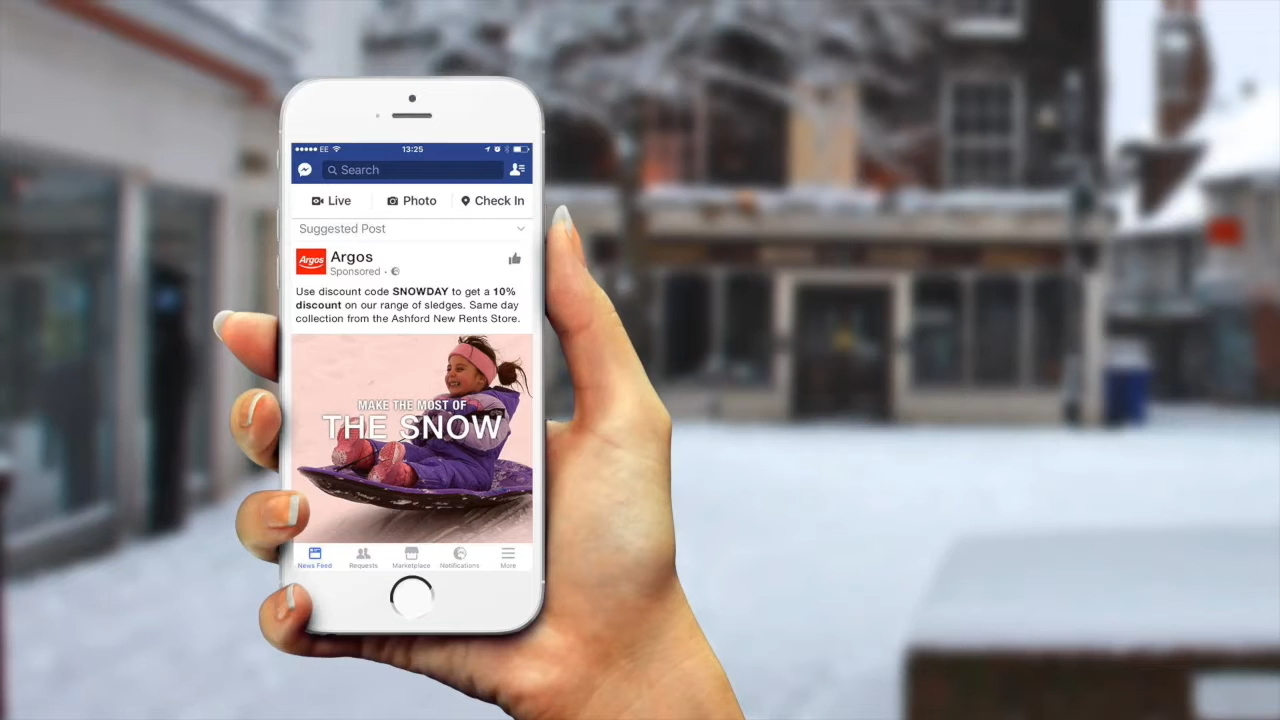 EE 13:25
Search
Live Photo Check In
Suggested Post
Argos
Argos
Sponsored ·
Use discount code SNOWDAY to get a 10%
discount on our range of sledges. Same day
collection from the Ashford New Rents Store.
MAKE THE MOST OF
THE SNOW
News Feed Requests Marketplace Notifications More